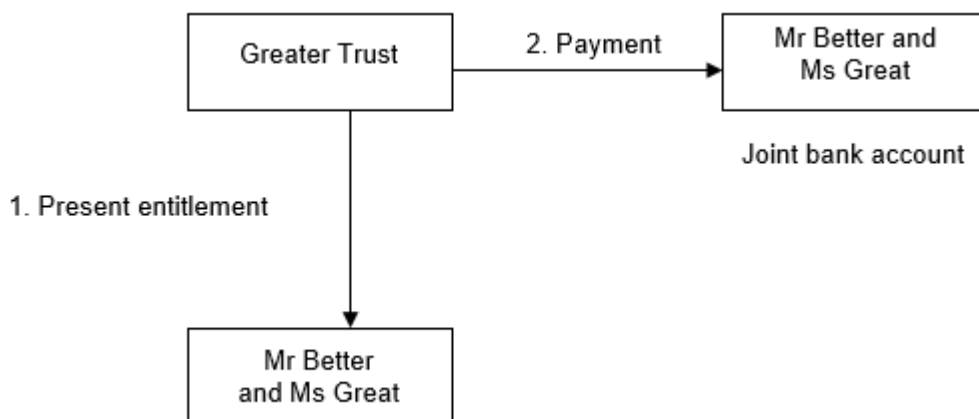 Greater Trust
2. Payment
Mr Better and
Ms Great
Joint bank account
1. Present entitlement
Mr Better
and Ms Great